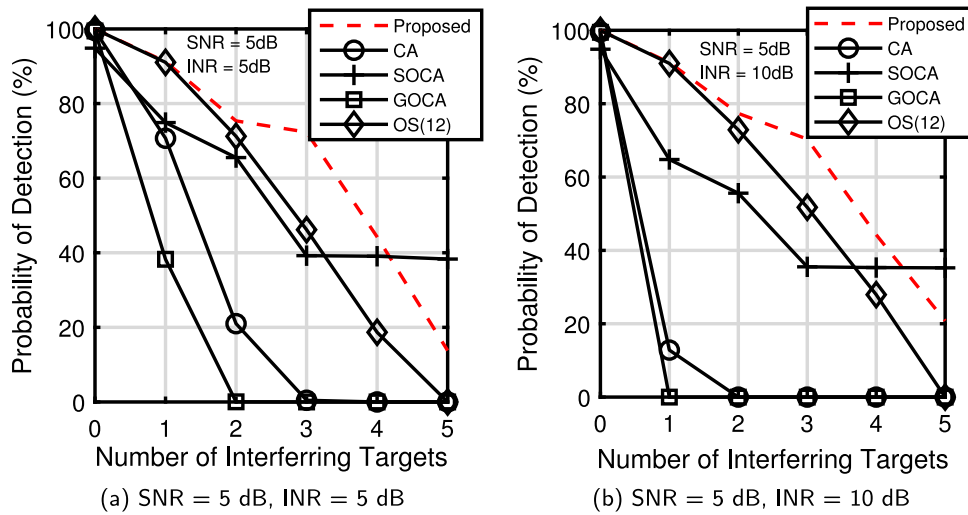 100
80
60
40
20
0
Probability of Detection (%)
SNR = 5dB
INR = 5dB
Proposed
CA
SOCA
GOCA
OS(12)
0 1 2 3 4 5
Number of Interferring Targets
(a) SNR = 5 dB, INR = 5 dB
100
80
60
40
20
0
Probability of Detection (%)
SNR = 5dB
INR = 10dB
Proposed
CA
SOCA
GOCA
OS(12)
0 1 2 3 4 5
Number of Interferring Targets
(b) SNR = 5 dB, INR = 10 dB